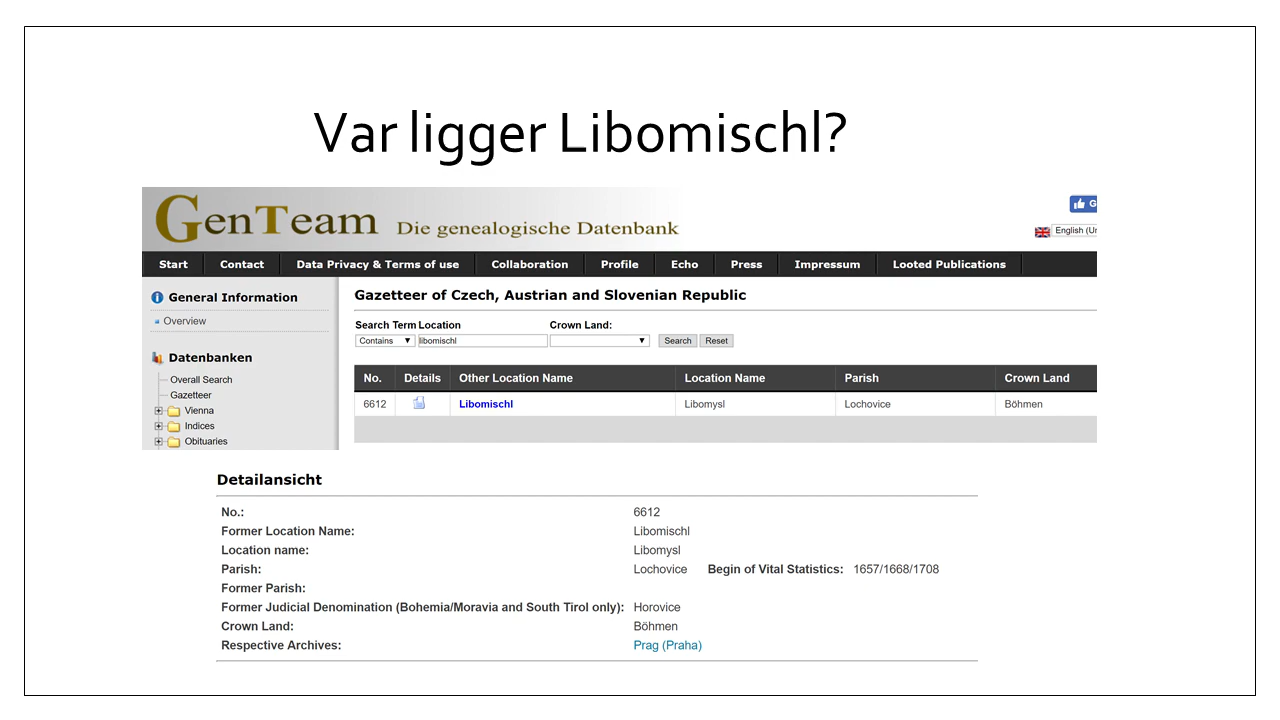 Var ligger Libomischl?
GenTeam Die genealogische Datenbank
G
English (Un
Start Contact Data Privacy & Terms of use Collaboration Profile Echo Press Impressum Looted Publications
General Information
Overview
Datenbanken
Overall Search
Gazetteer
Vienna
Indices
Obituaries
Gazetteer of Czech, Austrian and Slovenian Republic
Search Term Location Crown Land:
Contains libomischl Search Reset
No. Details Other Location Name Location Name Parish Crown Land
6612 Libomischl Libomysl Lochovice Böhmen
Detailansicht
No.: 6612
Former Location Name: Libomischl
Location name: Libomysl
Parish: Lochovice Begin of Vital Statistics: 1657/1668/1708
Former Parish:
Former Judicial Denomination (Bohemia/Moravia and South Tirol only): Horovice
Crown Land: Böhmen
Respective Archives: Prag (Praha)